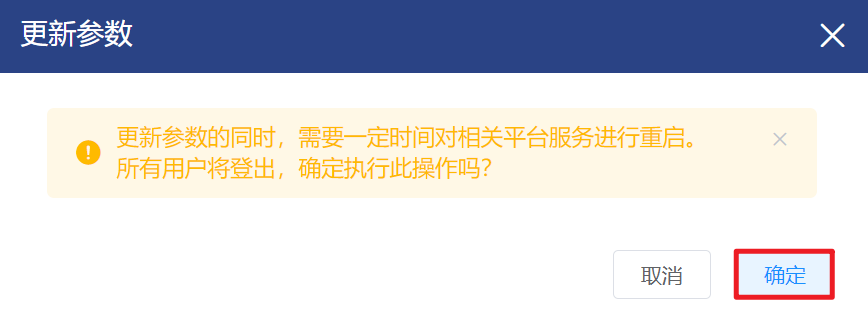 更新参数
更新参数的同时，需要一定时间对相关平台服务进行重启。
所有用户将登出，确定执行此操作吗？
取消
确定